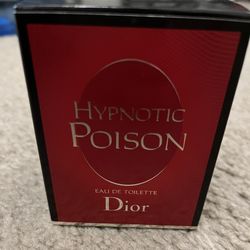 HYPNOTIC
POISON
EAU DE TOILETTE
Dior